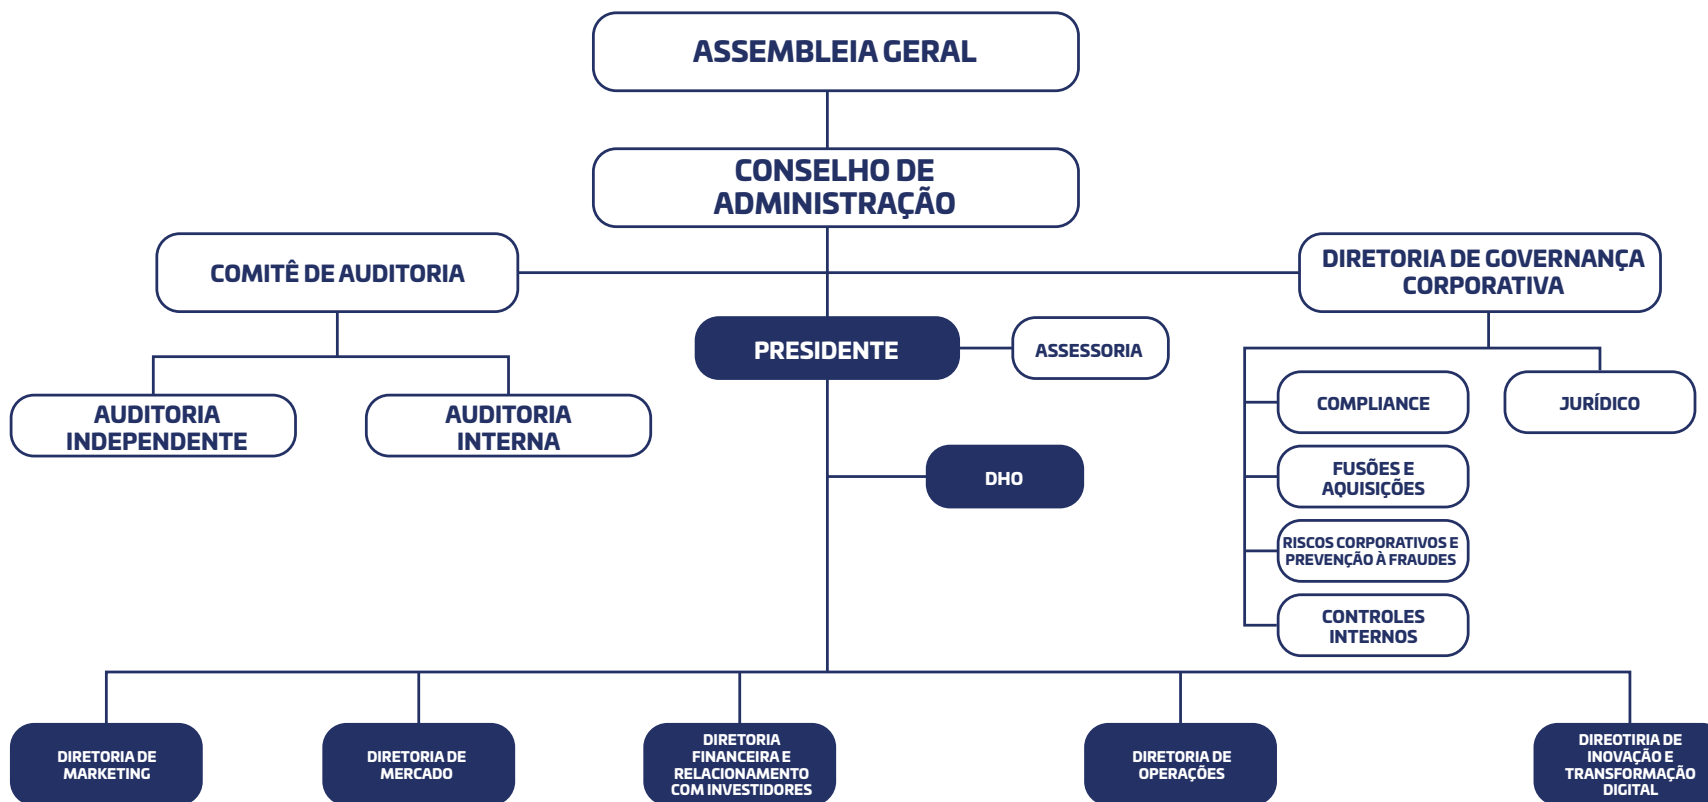 ASSEMBLEIA GERAL
CONSELHO DE
ADMINISTRAÇÃO
COMITÊ DE AUDITORIA
DIRETORIA DE GOVERNANÇA
CORPORATIVA
PRESIDENTE
ASSESSORIA
AUDITORIA
INDEPENDENTE
AUDITORIA
INTERNA
COMPLIANCE
JURÍDICO
DHO
FUSÕES E
AQUISIÇÕES
RISCOS CORPORATIVOS E
PREVENÇÃO À FRAUDES
CONTROLES
INTERNOS
DIRETORIA DE
MARKETING
DIRETORIA DE
MERCADO
DIRETORIA
FINANCEIRA E
RELACIONAMENTO
COM INVESTIDORES
DIRETORIA DE
OPERAÇÕES
DIREOTIRIA DE
INOVAÇÃO E
TRANSFORMAÇÃO
DIGITAL